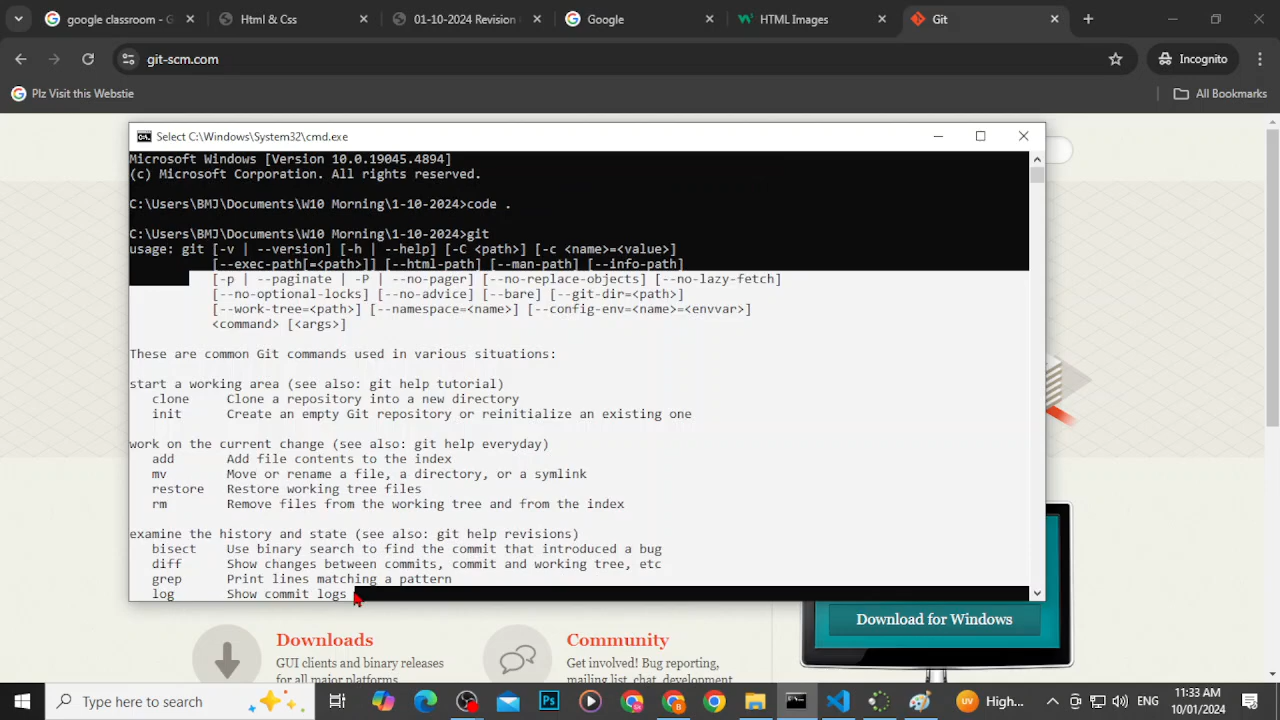 google classroom - G
Html & Css
01-10-2024 Revision
Google
HTML Images
Git
git-scm.com
Incognito
Plz Visit this Webstie
All Bookmarks
Select C:\Windows\System32\cmd.exe
Microsoft Windows [Version 10.0.19045.4894]
(c) Microsoft Corporation. All rights reserved.
C:\Users\BMJ\Documents\W10 Morning\1-10-2024>code .
C:\Users\BMJ\Documents\W10 Morning\1-10-2024>git
usage: git [-v | --version] [-h | --help] [-C <path>] [-c <name>=<value>]
[--exec-path[=<path>]] [--html-path] [--man-path] [--info-path]
[-p | --paginate | -P | --no-pager] [--no-replace-objects] [--no-lazy-fetch]
[--no-optional-locks] [--no-advice] [--bare] [--git-dir=<path>]
[--work-tree=<path>] [--namespace=<name>] [--config-env=<name>=<envvar>]
<command> [<args>]
These are common Git commands used in various situations:
start a working area (see also: git help tutorial)
clone Clone a repository into a new directory
init Create an empty Git repository or reinitialize an existing one
work on the current change (see also: git help everyday)
add Add file contents to the index
mv Move or rename a file, a directory, or a symlink
restore Restore working tree files
rm Remove files from the working tree and from the index
examine the history and state (see also: git help revisions)
bisect Use binary search to find the commit that introduced a bug
diff Show changes between commits, commit and working tree, etc
grep Print lines matching a pattern
log Show commit logs
Download for Windows
Downloads
GUI clients and binary releases
for all major platforms.
Community
Get involved! Bug reporting,
mailing list, chat, development
Type here to search
High...
ENG
11:33 AM
10/01/2024